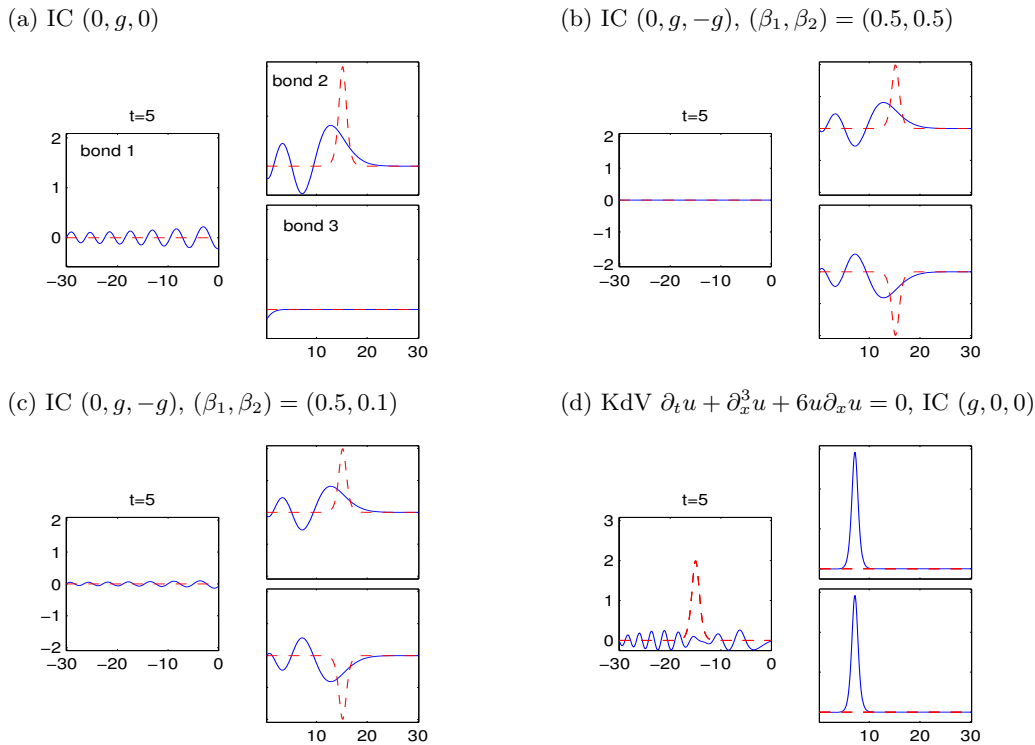 (a) IC (0, g, 0)
bond 2
t=5
2
bond 1
1
0
−30 −20 −10 0
bond 3
10 20 30
(b) IC (0, g, −g), (β₁, β₂) = (0.5, 0.5)
t=5
2
1
0
−1
−2
−30 −20 −10 0
10 20 30
(c) IC (0, g, −g), (β₁, β₂) = (0.5, 0.1)
t=5
2
1
0
−1
−2
−30 −20 −10 0
10 20 30
(d) KdV ∂ₜu + ∂ₓ³u + 6u∂ₓu = 0, IC (g, 0, 0)
t=5
3
2
1
0
−30 −20 −10 0
10 20 30